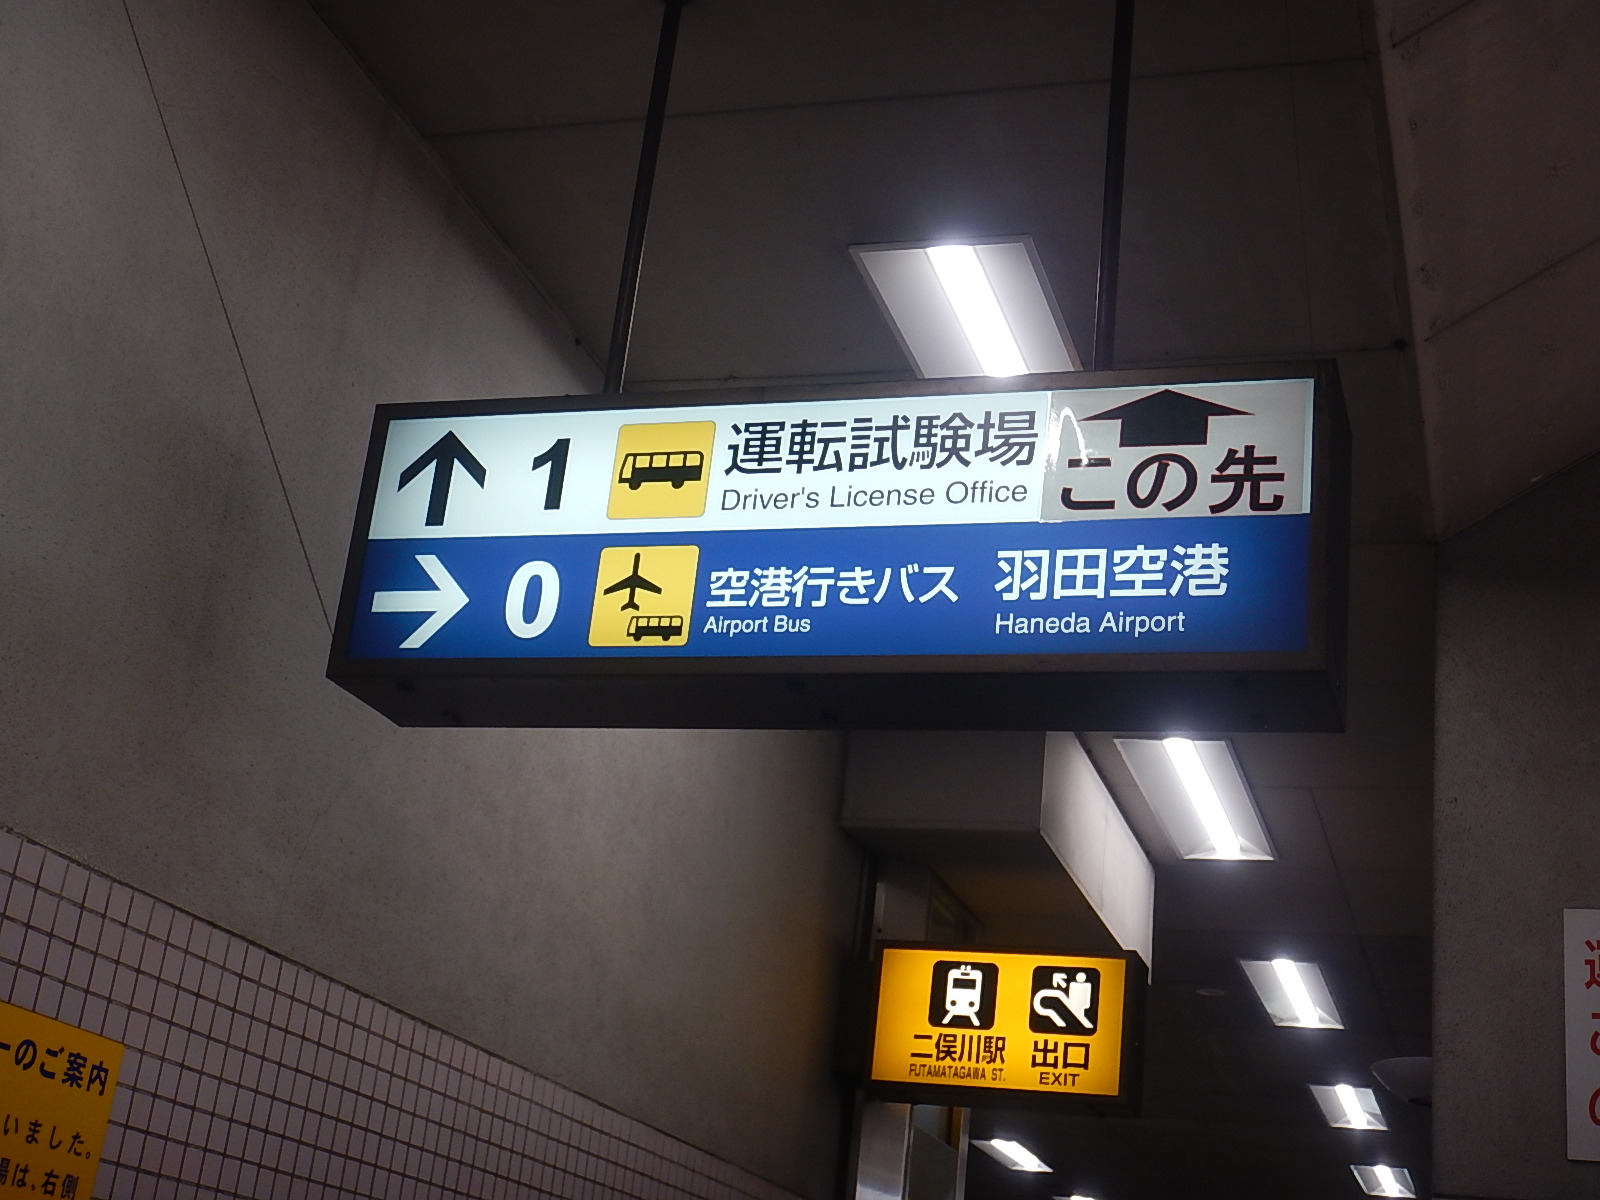 1 運転試験場 この先
Driver's License Office
0 空港行きバス 羽田空港
Airport Bus Haneda Airport
二俣川駅 出口
FUTAMATAGAWA ST. EXIT
ーのご案内
いました。
場は、右側